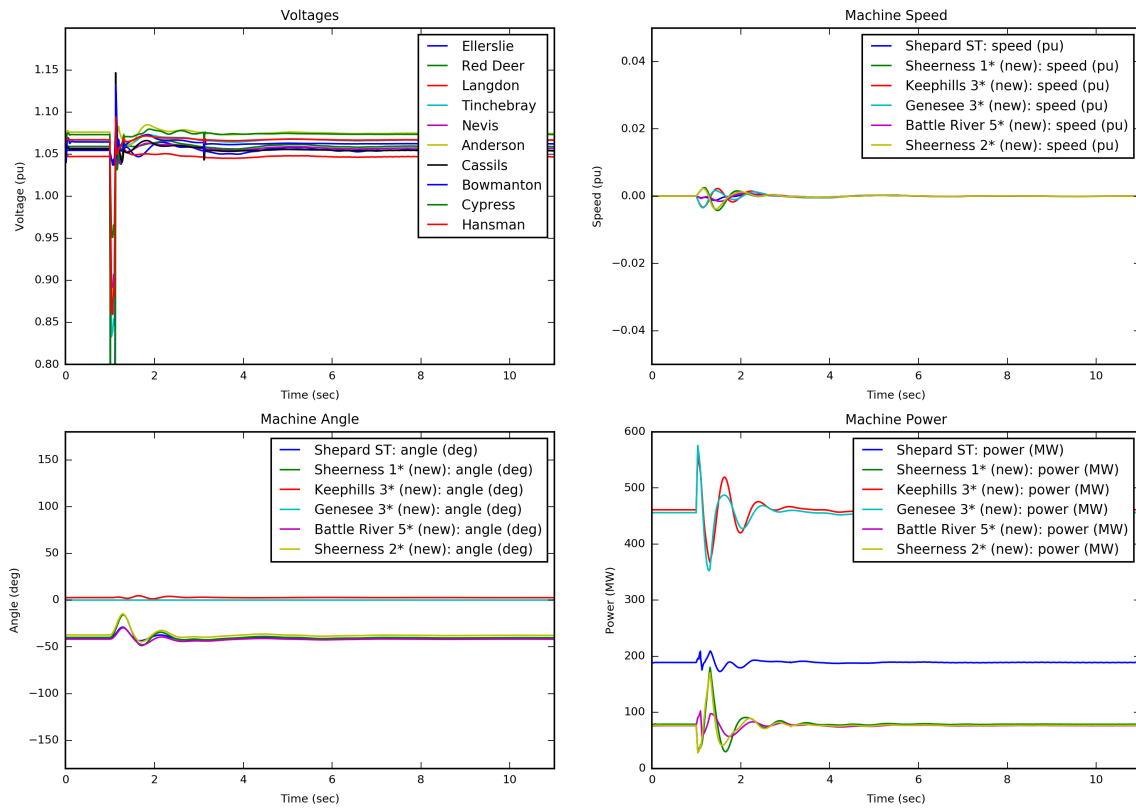 Voltages
1.15
1.10
1.05
1.00
0.95
0.90
0.85
0.80
Voltage (pu)
0 2 4 6 8 10
Time (sec)
Ellerslie
Red Deer
Langdon
Tinchebray
Nevis
Anderson
Cassils
Bowmanton
Cypress
Hansman
Machine Speed
0.04
0.02
0.00
−0.02
−0.04
Speed (pu)
0 2 4 6 8 10
Time (sec)
Shepard ST: speed (pu)
Sheerness 1* (new): speed (pu)
Keephills 3* (new): speed (pu)
Genesee 3* (new): speed (pu)
Battle River 5* (new): speed (pu)
Sheerness 2* (new): speed (pu)
Machine Angle
150
100
50
0
−50
−100
−150
Angle (deg)
0 2 4 6 8 10
Time (sec)
Shepard ST: angle (deg)
Sheerness 1* (new): angle (deg)
Keephills 3* (new): angle (deg)
Genesee 3* (new): angle (deg)
Battle River 5* (new): angle (deg)
Sheerness 2* (new): angle (deg)
Machine Power
600
500
400
300
200
100
0
Power (MW)
0 2 4 6 8 10
Time (sec)
Shepard ST: power (MW)
Sheerness 1* (new): power (MW)
Keephills 3* (new): power (MW)
Genesee 3* (new): power (MW)
Battle River 5* (new): power (MW)
Sheerness 2* (new): power (MW)